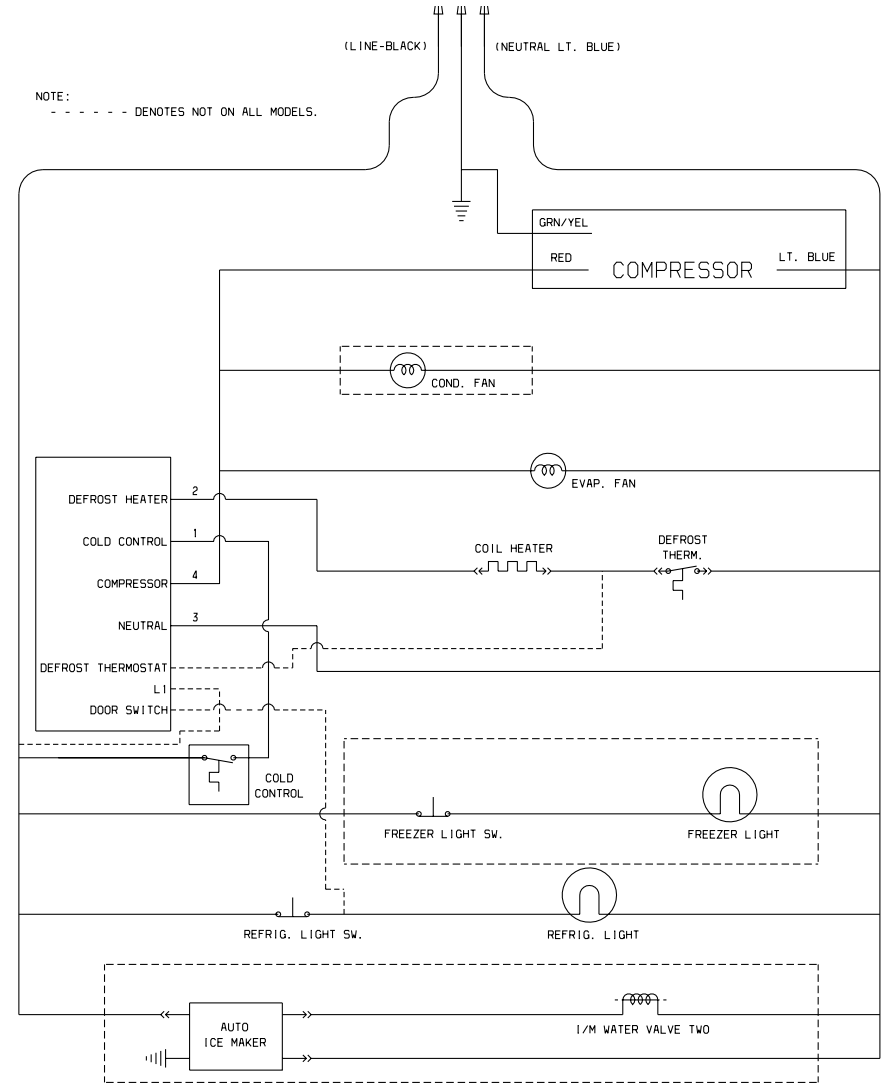 (LINE-BLACK)
(NEUTRAL LT. BLUE)
NOTE:
- - - - - - DENOTES NOT ON ALL MODELS.
GRN/YEL
RED
COMPRESSOR
LT. BLUE
COND. FAN
EVAP. FAN
DEFROST HEATER
2
COLD CONTROL
1
COMPRESSOR
4
NEUTRAL
3
DEFROST THERMOSTAT
L1
DOOR SWITCH
COIL HEATER
DEFROST
THERM.
COLD
CONTROL
FREEZER LIGHT SW.
FREEZER LIGHT
REFRIG. LIGHT SW.
REFRIG. LIGHT
AUTO
ICE MAKER
I/M WATER VALVE TWO